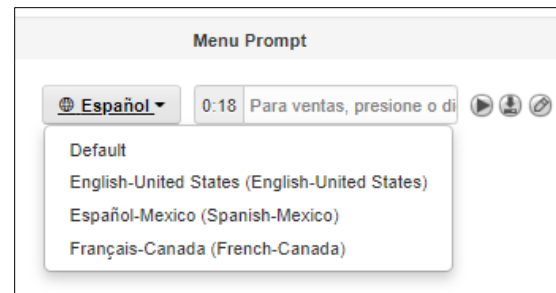 Menu Prompt
Español 0:18 Para ventas, presione o di
Default
English-United States (English-United States)
Español-Mexico (Spanish-Mexico)
Français-Canada (French-Canada)